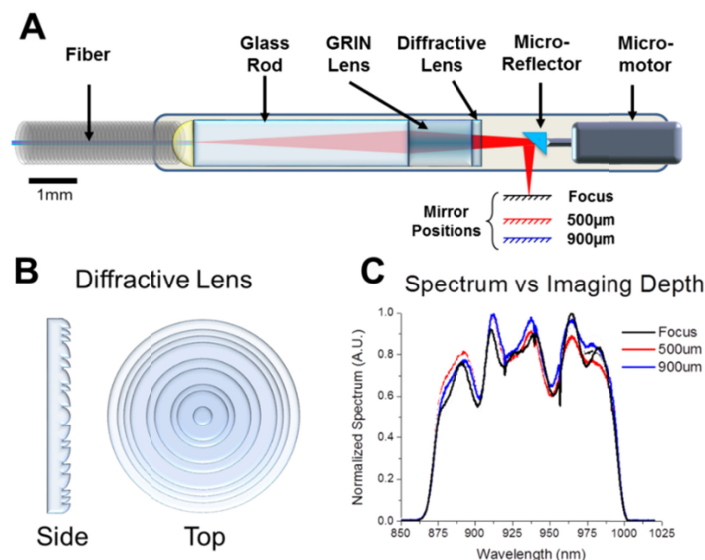 A
Fiber
Glass
Rod
GRIN
Lens
Diffractive
Lens
Micro-
Reflector
Micro-
motor
1mm
Mirror
Positions
Focus
500μm
900μm
B
Diffractive Lens
Side
Top
C
Spectrum vs Imaging Depth
Normalized Spectrum (A.U.)
1.0
0.8
0.6
0.4
0.2
0.0
Focus
500um
900um
850 875 900 925 950 975 1000 1025
Wavelength (nm)